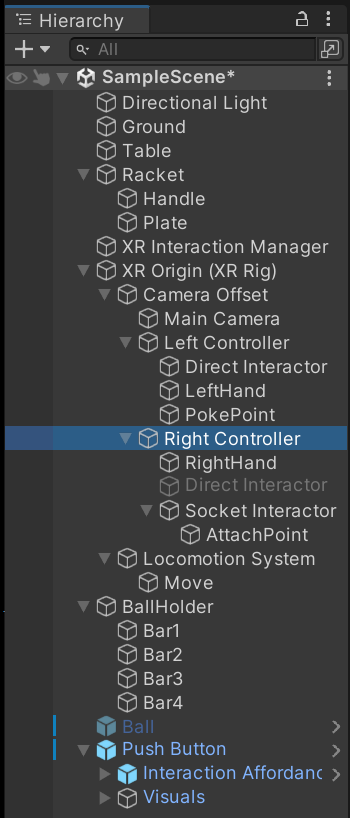 Hierarchy
All
SampleScene*
Directional Light
Ground
Table
Racket
Handle
Plate
XR Interaction Manager
XR Origin (XR Rig)
Camera Offset
Main Camera
Left Controller
Direct Interactor
LeftHand
PokePoint
Right Controller
RightHand
Direct Interactor
Socket Interactor
AttachPoint
Locomotion System
Move
BallHolder
Bar1
Bar2
Bar3
Bar4
Ball
Push Button
Interaction Affordanc
Visuals